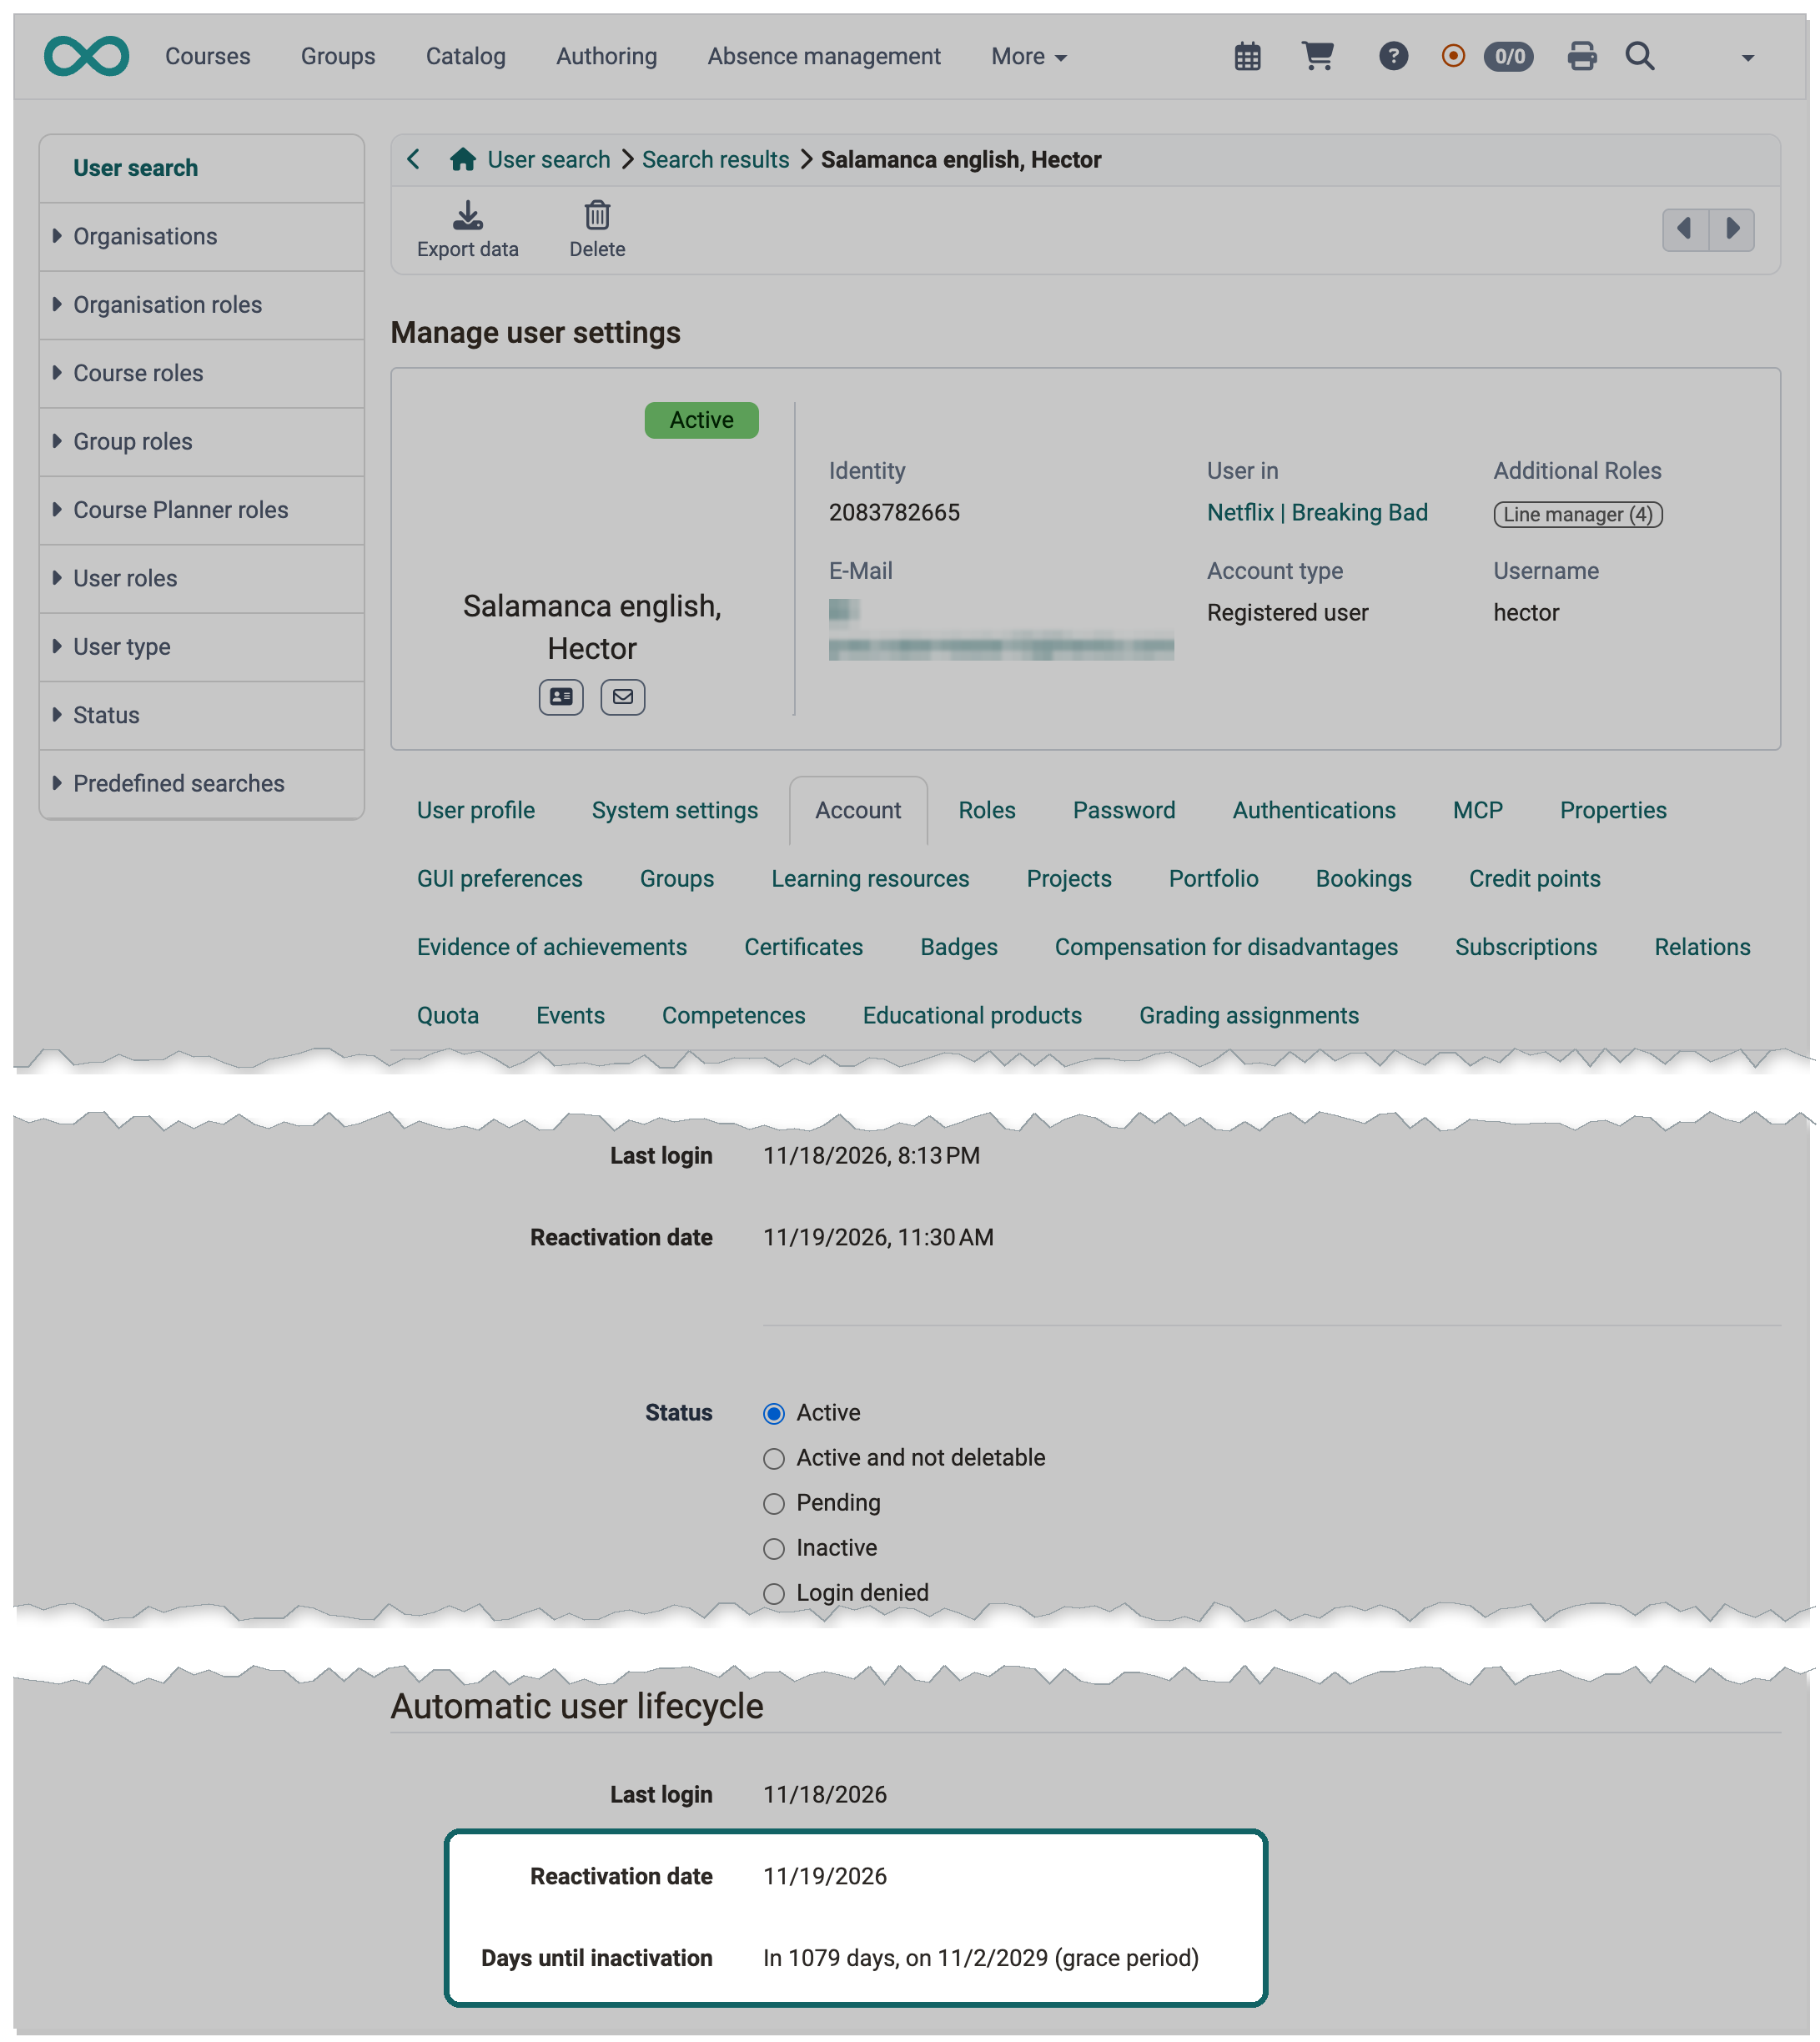 Courses Groups Catalog Authoring Absence management More 0/0
User search
Organisations
Organisation roles
Course roles
Group roles
Course Planner roles
User roles
User type
Status
Predefined searches
User search Search results Salamanca english, Hector
Export data Delete
Manage user settings
Active
Salamanca english,
Hector
Identity User in Additional Roles
2083782665 Netflix | Breaking Bad Line manager (4)
E-Mail Account type Username
Registered user hector
User profile System settings Account Roles Password Authentications MCP Properties
GUI preferences Groups Learning resources Projects Portfolio Bookings Credit points
Evidence of achievements Certificates Badges Compensation for disadvantages Subscriptions Relations
Quota Events Competences Educational products Grading assignments
Last login 11/18/2026, 8:13 PM
Reactivation date 11/19/2026, 11:30 AM
Status Active
Active and not deletable
Pending
Inactive
Login denied
Automatic user lifecycle
Last login 11/18/2026
Reactivation date 11/19/2026
Days until inactivation In 1079 days, on 11/2/2029 (grace period)